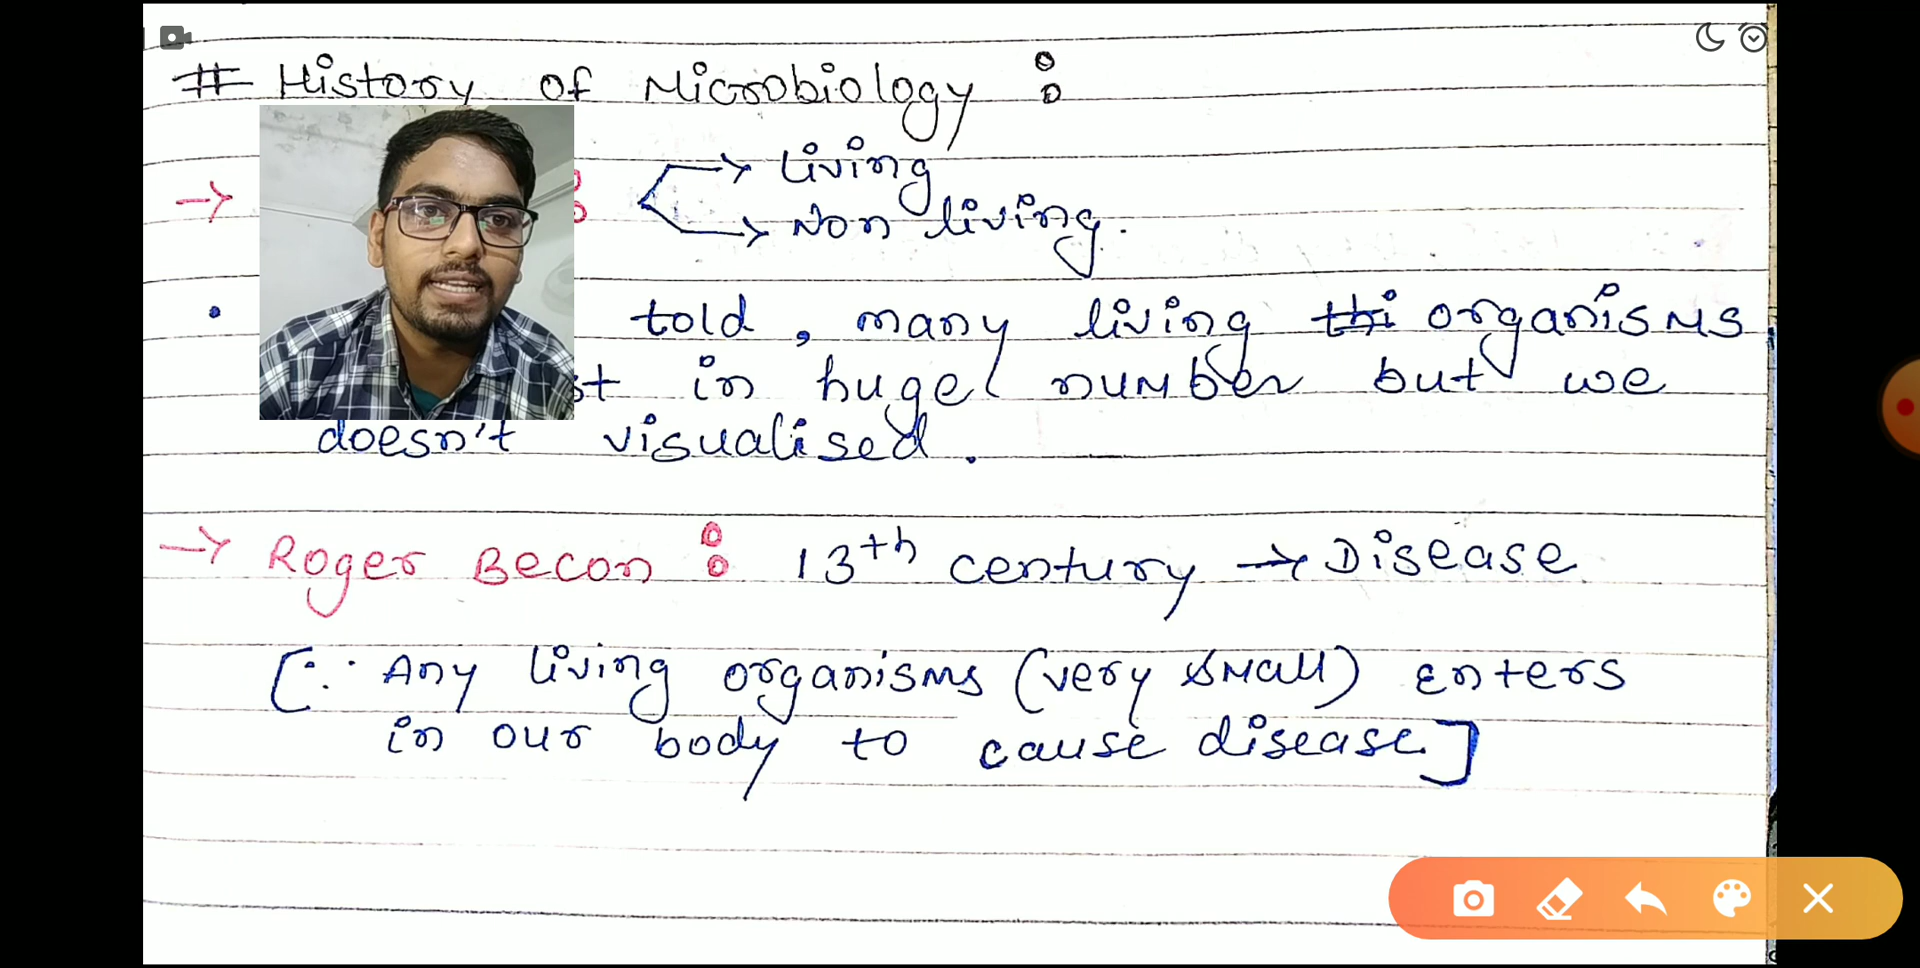 # History of Microbiology :
→ : → Living
→ Non living.
• told, many living thi organisms
st in huge number but we
doesn't visualised.
→ Roger Becon : 13th century → Disease
[∵ Any living organisms (very small) enters
in our body to cause disease]